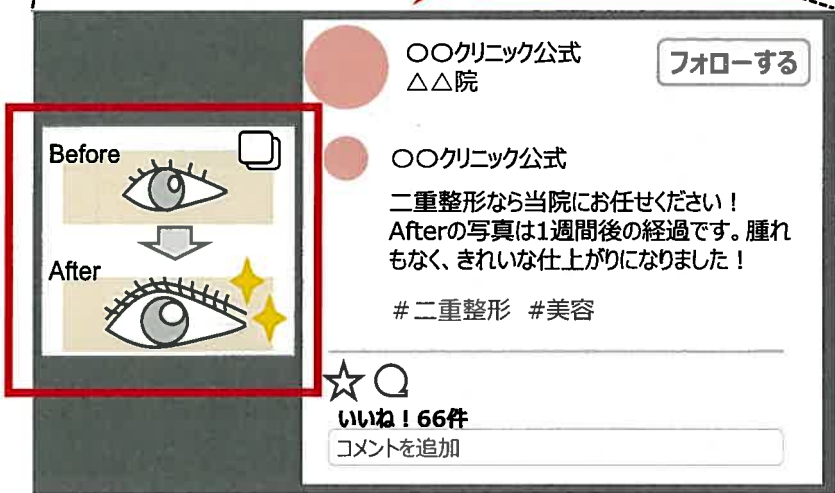 〇〇クリニック公式
△△院
フォローする
Before
After
〇〇クリニック公式
二重整形なら当院にお任せください!
Afterの写真は1週間後の経過です。腫れ
もなく、きれいな仕上がりになりました!
#二重整形 #美容
いいね!66件
コメントを追加